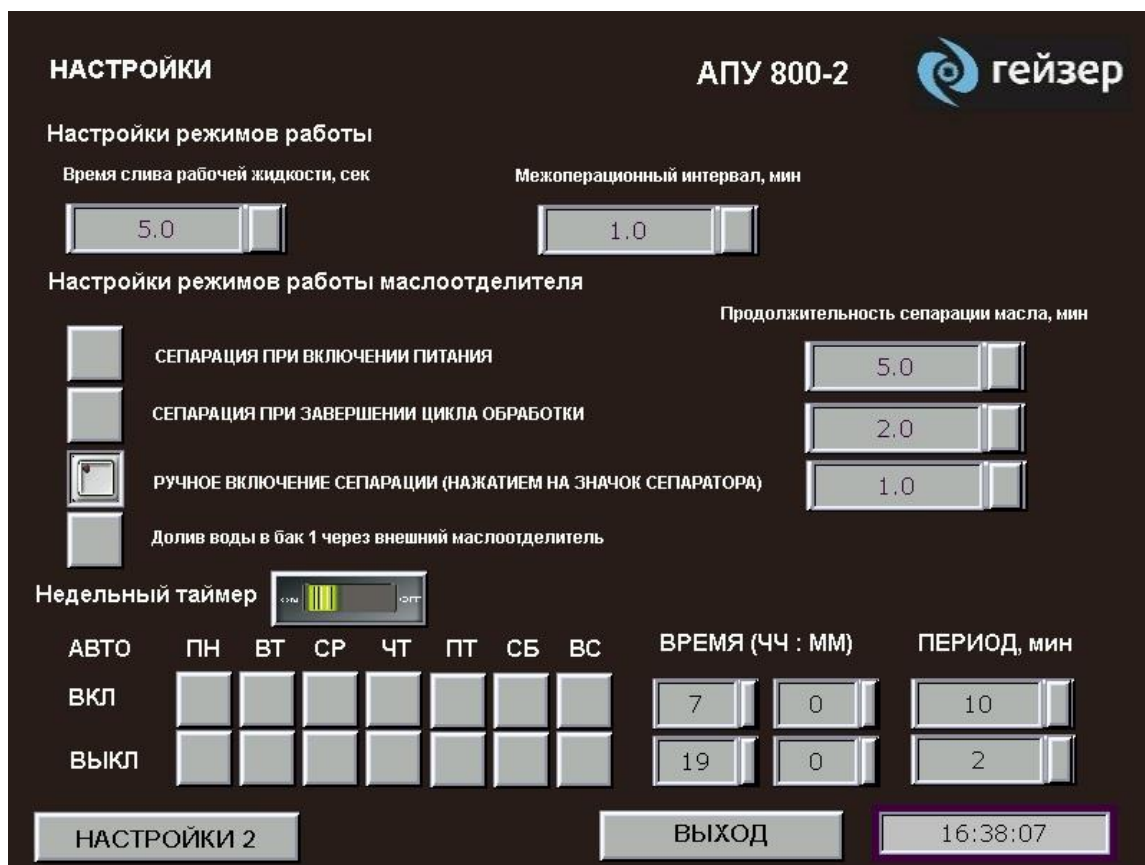 НАСТРОЙКИ
АПУ 800-2
гейзер
Настройки режимов работы
Время слива рабочей жидкости, сек
Межоперационный интервал, мин
5.0
1.0
Настройки режимов работы маслоотделителя
Продолжительность сепарации масла, мин
СЕПАРАЦИЯ ПРИ ВКЛЮЧЕНИИ ПИТАНИЯ
5.0
СЕПАРАЦИЯ ПРИ ЗАВЕРШЕНИИ ЦИКЛА ОБРАБОТКИ
2.0
РУЧНОЕ ВКЛЮЧЕНИЕ СЕПАРАЦИИ (НАЖАТИЕМ НА ЗНАЧОК СЕПАРАТОРА)
1.0
Долив воды в бак 1 через внешний маслоотделитель
Недельный таймер
ON OFF
АВТО ПН ВТ СР ЧТ ПТ СБ ВС ВРЕМЯ (ЧЧ : ММ) ПЕРИОД, мин
ВКЛ 7 0 10
ВЫКЛ 19 0 2
НАСТРОЙКИ 2
ВЫХОД
16:38:07